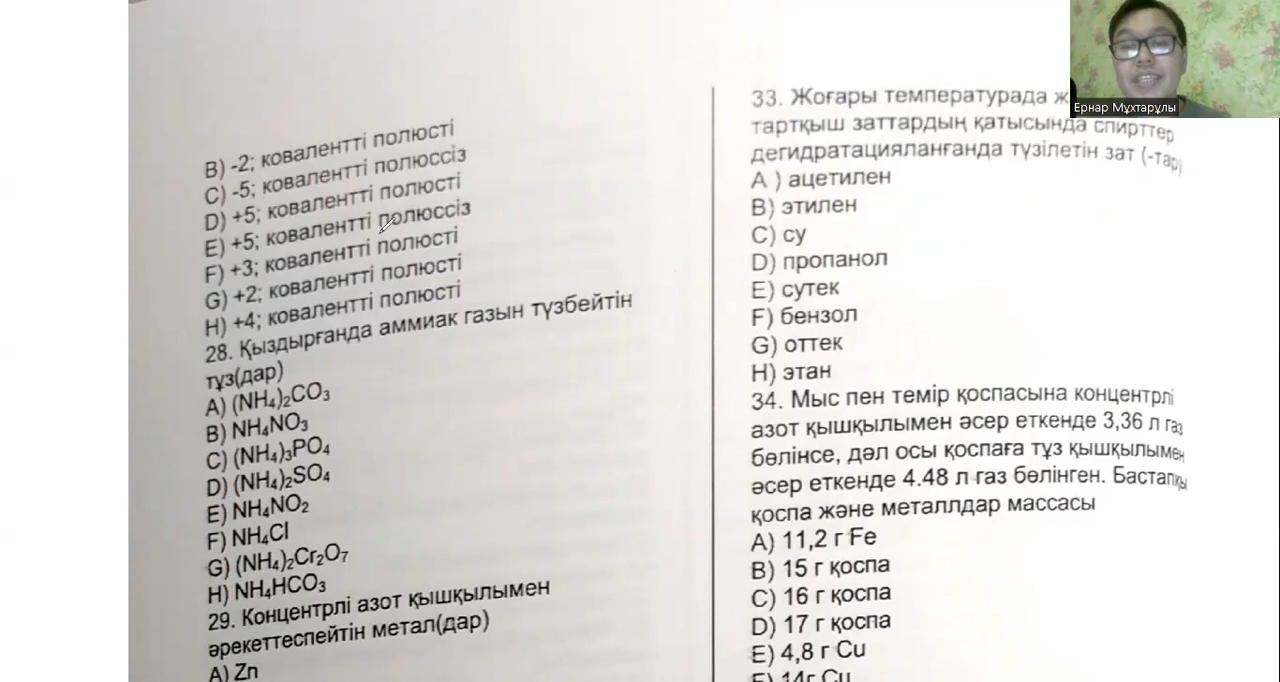 B) -2; ковалентті полюсті
C) -5; ковалентті полюссіз
D) +5; ковалентті полюсті
E) +5; ковалентті полюссіз
F) +3; ковалентті полюсті
G) +2; ковалентті полюсті
H) +4; ковалентті полюсті
28. Қыздырғанда аммиак газын түзбейтін
тұз(дар)
A) (NH₄)₂CO₃
B) NH₄NO₃
C) (NH₄)₃PO₄
D) (NH₄)₂SO₄
E) NH₄NO₂
F) NH₄Cl
G) (NH₄)₂Cr₂O₇
H) NH₄HCO₃
29. Концентрлі азот қышқылымен
әрекеттеспейтін метал(дар)
A) Zn
33. Жоғары температурада
тартқыш заттардың қатысында спирттер
дегидратацияланғанда түзілетін зат (-тар)
A ) ацетилен
B) этилен
C) су
D) пропанол
E) сутек
F) бензол
G) оттек
H) этан
34. Мыс пен темір қоспасына концентрлі
азот қышқылымен әсер еткенде 3,36 л газ
бөлінсе, дәл осы қоспаға тұз қышқылымен
әсер еткенде 4.48 л газ бөлінген. Бастапқы
қоспа және металлдар массасы
A) 11,2 г Fe
B) 15 г қоспа
C) 16 г қоспа
D) 17 г қоспа
E) 4,8 г Cu
F) 14г Cu
Ернар Мұхтарұлы